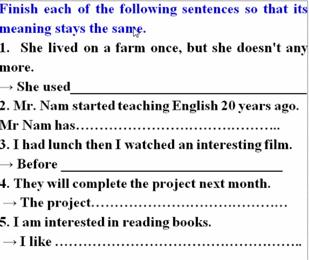 Finish each of the following sentences so that its
meaning stays the same.
1. She lived on a farm once, but she doesn't any
more.
→ She used______________________________
2. Mr. Nam started teaching English 20 years ago.
Mr Nam has…………………………………………..
3. I had lunch then I watched an interesting film.
→ Before ____________________________
4. They will complete the project next month.
→ The project…………………………………………
5. I am interested in reading books.
→ I like ……………………………………………………..